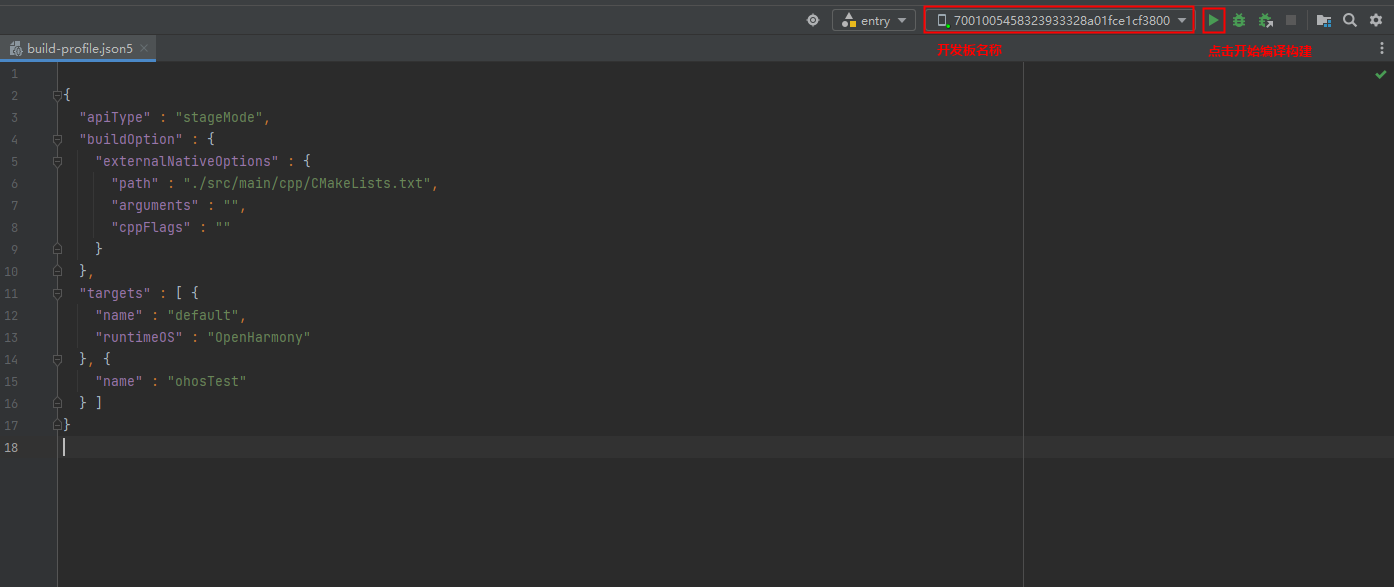 entry
7001005458323933328a01fce1cf3800
build-profile.json5
开发板名称
点击开始编译构建
1
2 {
3 "apiType" : "stageMode",
4 "buildOption" : {
5 "externalNativeOptions" : {
6 "path" : "./src/main/cpp/CMakeLists.txt",
7 "arguments" : "",
8 "cppFlags" : ""
9 }
10 },
11 "targets" : [ {
12 "name" : "default",
13 "runtimeOS" : "OpenHarmony"
14 }, {
15 "name" : "ohosTest"
16 } ]
17 }
18